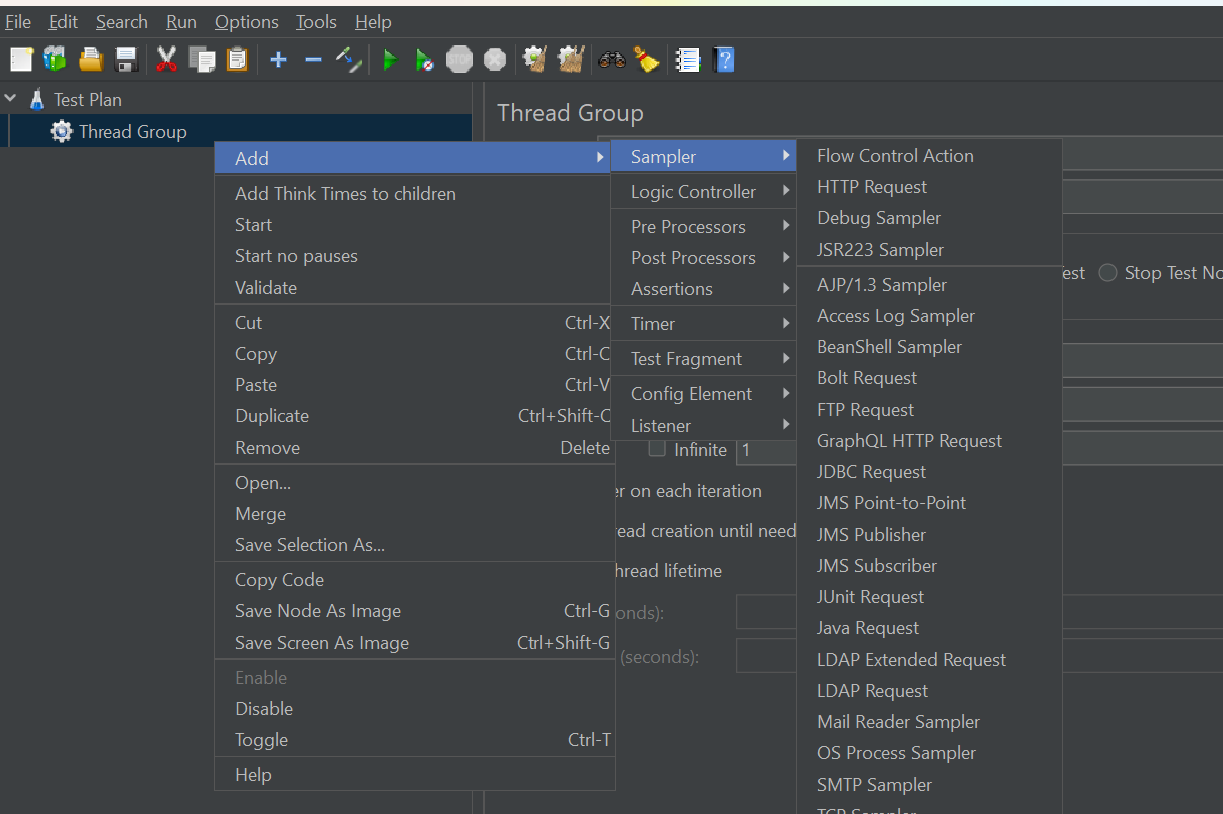 File Edit Search Run Options Tools Help
STOP
Test Plan
Thread Group
Thread Group
Add
Add Think Times to children
Start
Start no pauses
Validate
Cut Ctrl-X
Copy Ctrl-C
Paste Ctrl-V
Duplicate Ctrl+Shift-C
Remove Delete
Open...
Merge
Save Selection As...
Copy Code
Save Node As Image Ctrl-G
Save Screen As Image Ctrl+Shift-G
Enable
Disable
Toggle Ctrl-T
Help
Sampler
Logic Controller
Pre Processors
Post Processors
Assertions
Timer
Test Fragment
Config Element
Listener
Infinite 1
er on each iteration
read creation until need
hread lifetime
onds):
(seconds):
Flow Control Action
HTTP Request
Debug Sampler
JSR223 Sampler
AJP/1.3 Sampler
Access Log Sampler
BeanShell Sampler
Bolt Request
FTP Request
GraphQL HTTP Request
JDBC Request
JMS Point-to-Point
JMS Publisher
JMS Subscriber
JUnit Request
Java Request
LDAP Extended Request
LDAP Request
Mail Reader Sampler
OS Process Sampler
SMTP Sampler
TCP Sampler
est Stop Test No